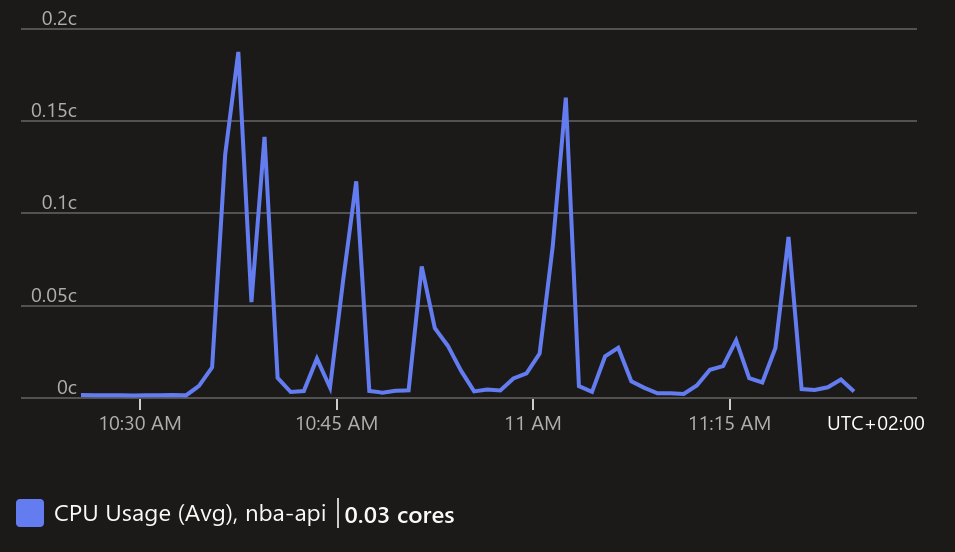 0.2c
0.15c
0.1c
0.05c
0c
10:30 AM 10:45 AM 11 AM 11:15 AM UTC+02:00
CPU Usage (Avg), nba-api 0.03 cores